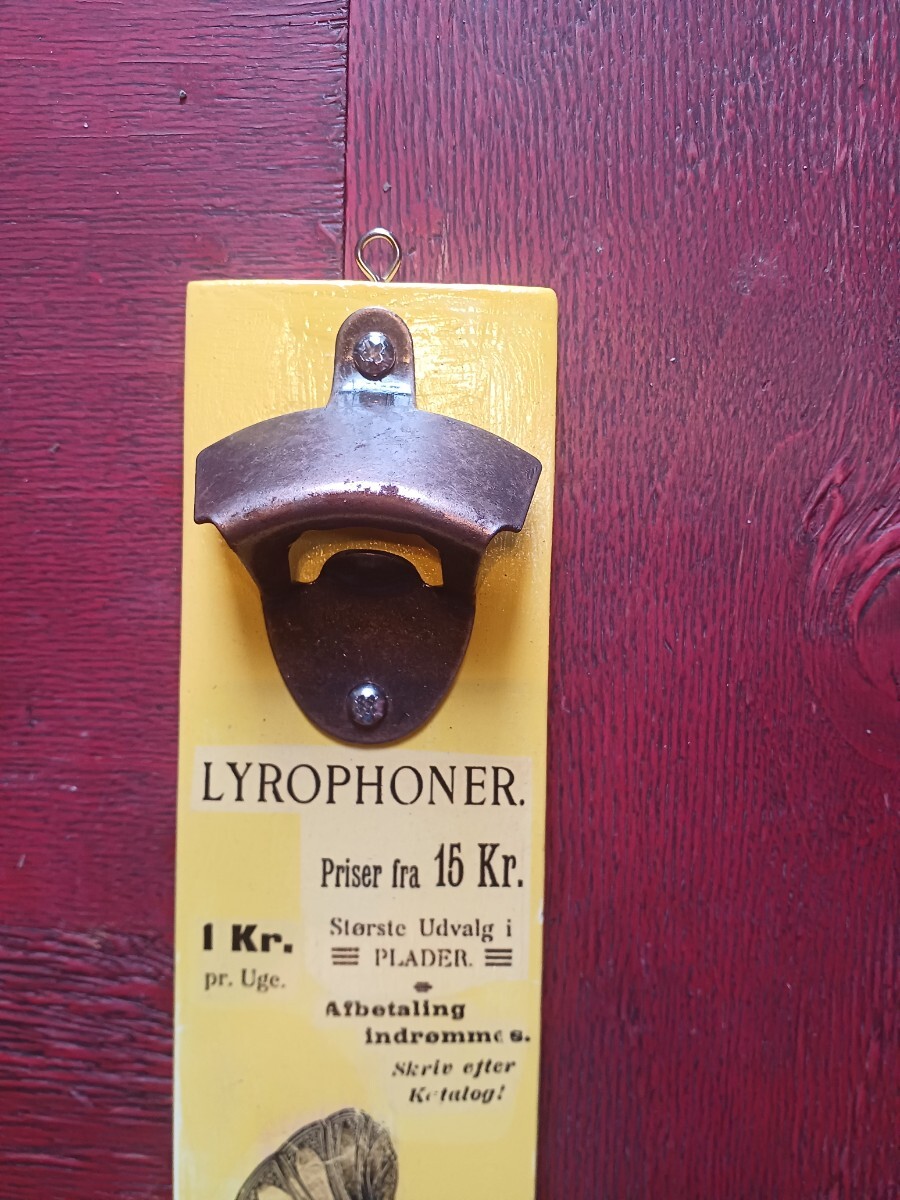 LYROPHONER.
Priser fra 15 Kr.
1 Kr.
pr. Uge.
Største Udvalg i
PLADER.
Afbetaling
indrømmes.
Skriv efter
Katalog!